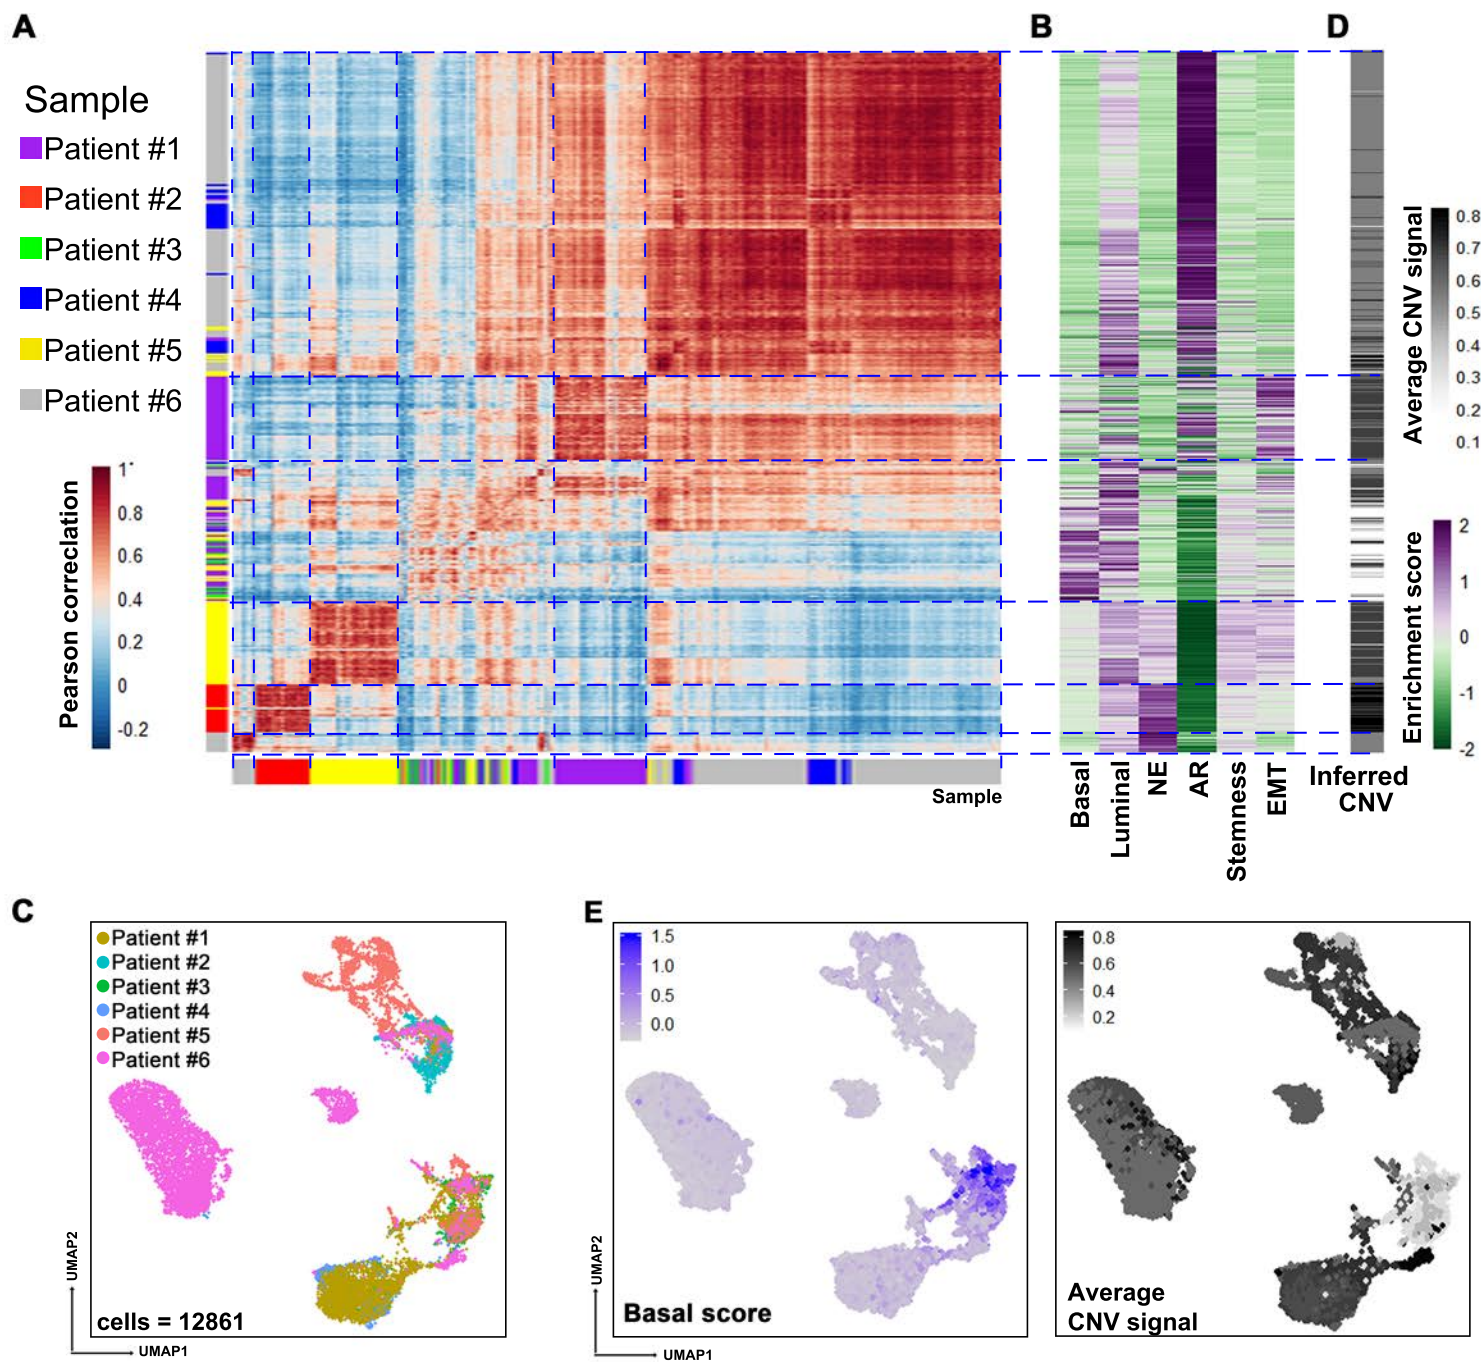 A
B
D
Sample
Patient #1
Patient #2
Patient #3
Patient #4
Patient #5
Patient #6
Pearson correclation
1
0.8
0.6
0.4
0.2
0
-0.2
Sample
Basal
Luminal
NE
AR
Stemness
EMT
Inferred
CNV
Average CNV signal
0.8
0.7
0.6
0.5
0.4
0.3
0.2
0.1
Enrichment score
2
1
0
-1
-2
C
Patient #1
Patient #2
Patient #3
Patient #4
Patient #5
Patient #6
cells = 12861
UMAP2
UMAP1
E
1.5
1.0
0.5
0.0
Basal score
UMAP2
UMAP1
0.8
0.6
0.4
0.2
Average
CNV signal